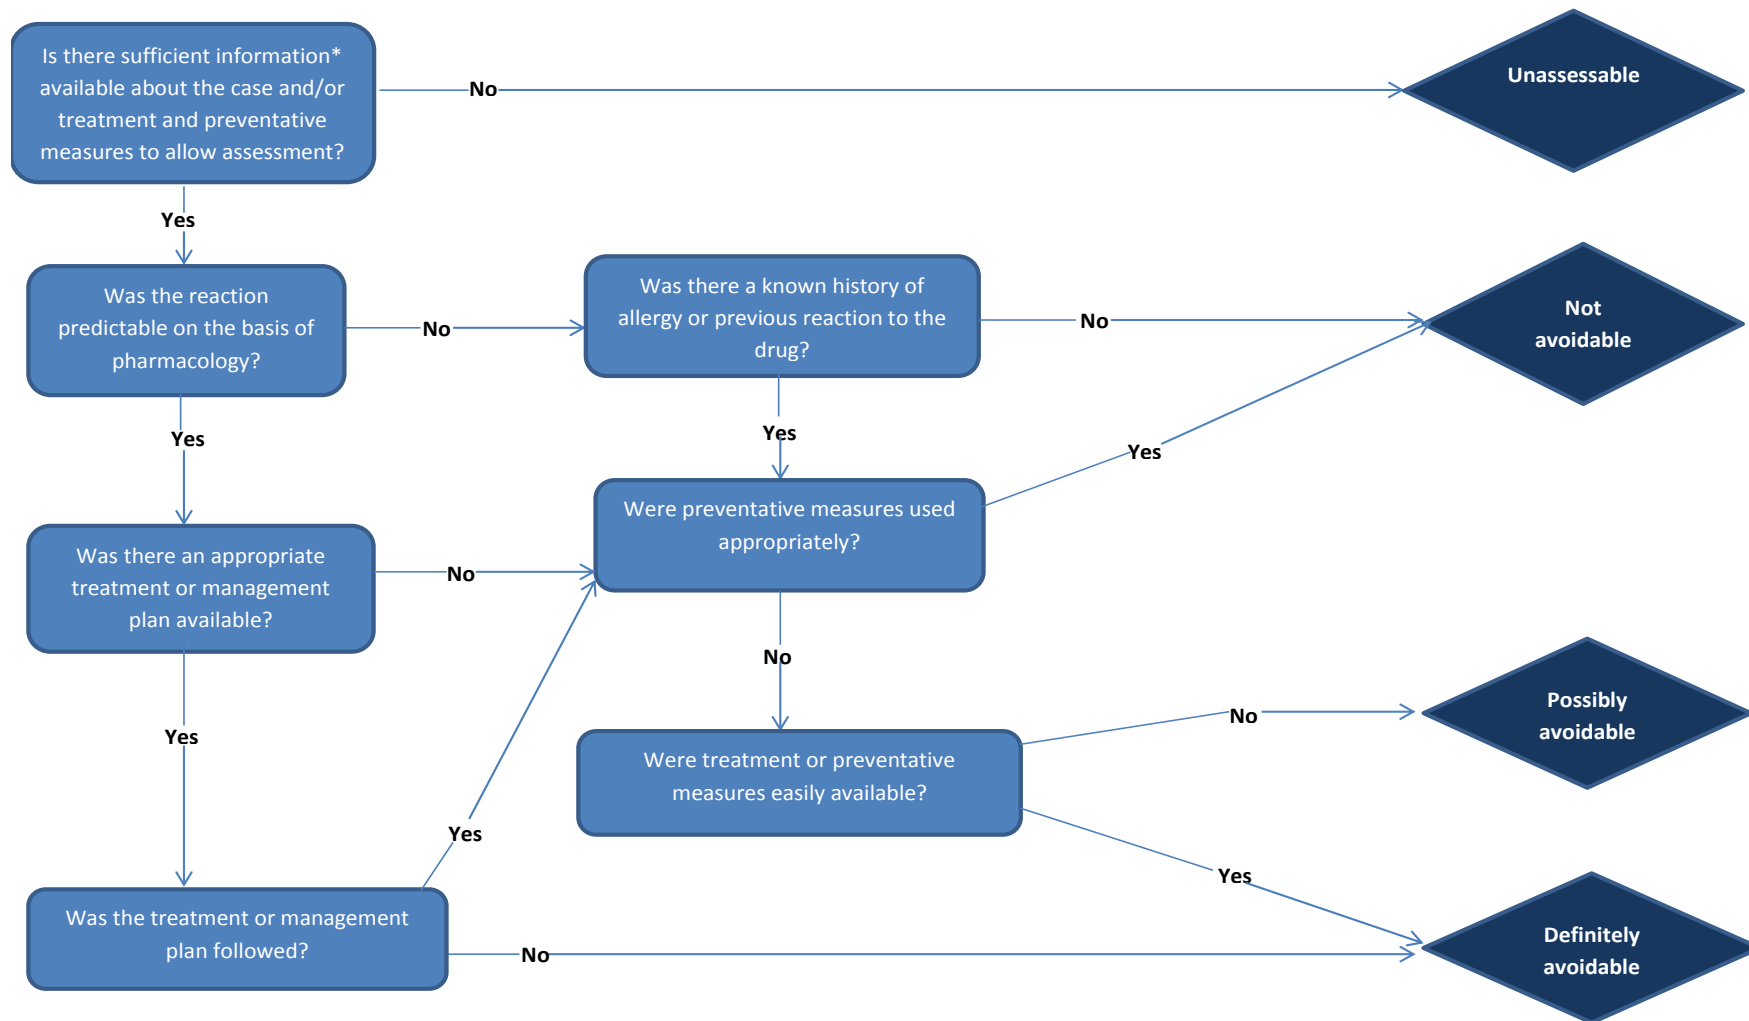 Is there sufficient information*
available about the case and/or
treatment and preventative
measures to allow assessment?
No
Unassessable
Yes
Was the reaction
predictable on the basis of
pharmacology?
No
Was there a known history of
allergy or previous reaction to the
drug?
No
Not
avoidable
Yes
Yes
Yes
Were preventative measures used
appropriately?
Was there an appropriate
treatment or management
plan available?
No
No
Possibly
avoidable
No
Yes
Were treatment or preventative
measures easily available?
Yes
Yes
Was the treatment or management
plan followed?
No
Definitely
avoidable